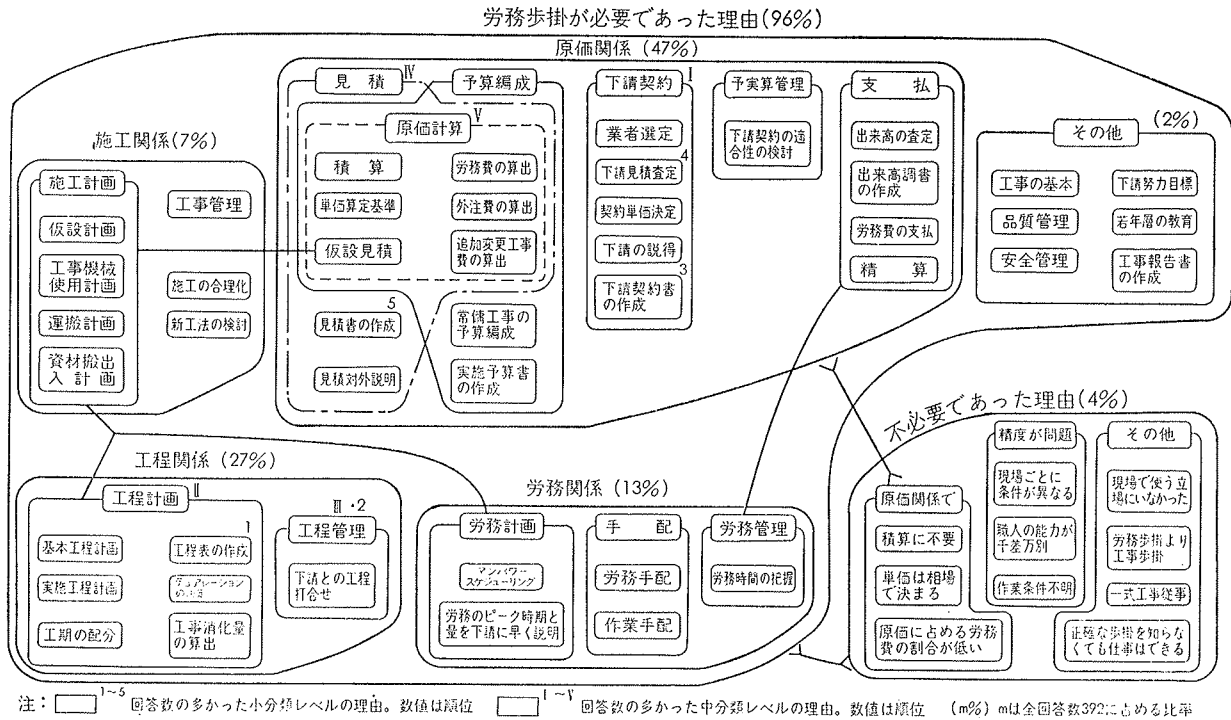 労務歩掛が必要であった理由(96%)
原価関係(47%)
見積 Ⅳ
予算編成
原価計算 Ⅴ
積算
労務費の算出
単価算定基準
外注費の算出
仮設見積
追加変更工事
費の算出
見積書の作成 5
常傭工事の
予算編成
見積対外説明
実施予算書
の作成
下請契約 Ⅰ
業者選定
下請見積査定 4
契約単価決定
下請の説得
下請契約書
の作成 3
予実算管理
下請契約の適
合性の検討
支払
出来高の査定
出来高調書
の作成
労務費の支払
精算
その他 (2%)
工事の基本
下請努力目標
品質管理
若年層の教育
安全管理
工事報告書
の作成
施工関係(7%)
施工計画
工事管理
仮設計画
工事機械
使用計画
施工の合理化
運搬計画
新工法の検討
資材搬出
入計画
工程関係(27%)
工程計画 Ⅱ
基本工程計画
工程表の作成 1
実施工程計画
デュアレーション
工期の配分
工事消化量
の算出
工程管理 Ⅲ・2
下請との工程
打合せ
労務関係(13%)
労務計画
マンパワー
スケジューリング
労務のピーク時期と
量を下請に早く説明
手配
労務手配
作業手配
労務管理
労務時間の把握
不必要であった理由(4%)
原価関係で
積算に不要
単価は相場
で決まる
原価に占める労務
費の割合が低い
精度が問題
現場ごとに
条件が異なる
職人の能力が
千差万別
作業条件不明
その他
現場で使う立
場にいなかった
労務歩掛より
工事歩掛
一式工事従事
正確な歩掛を知らな
くても仕事はできる
注: 1~5 回答数の多かった小分類レベルの理由。数値は順位 Ⅰ~Ⅴ 回答数の多かった中分類レベルの理由。数値は順位 (m%) mは全回答数392に占める比率